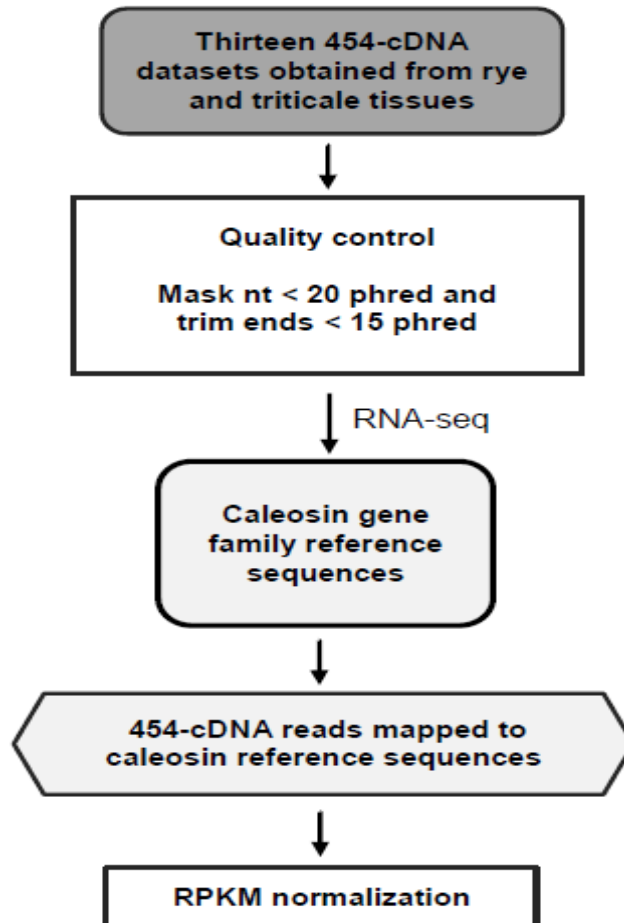 Thirteen 454-cDNA
datasets obtained from rye
and triticale tissues
Quality control
Mask nt < 20 phred and
trim ends < 15 phred
RNA-seq
Caleosin gene
family reference
sequences
454-cDNA reads mapped to
caleosin reference sequences
RPKM normalization